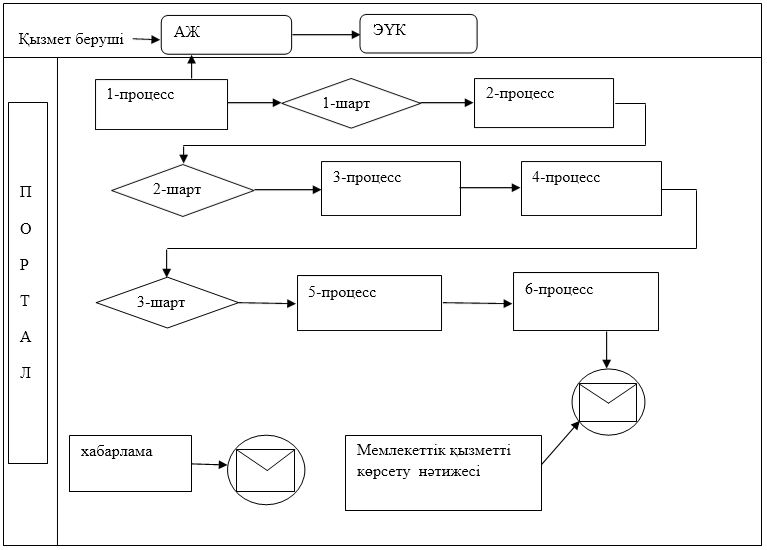 Қызмет беруші
АЖ
ЭҮК
1-процесс
1-шарт
2-процесс
2-шарт
3-процесс
4-процесс
3-шарт
5-процесс
6-процесс
П
О
Р
Т
А
Л
хабарлама
Мемлекеттік қызметті
көрсету нәтижесі